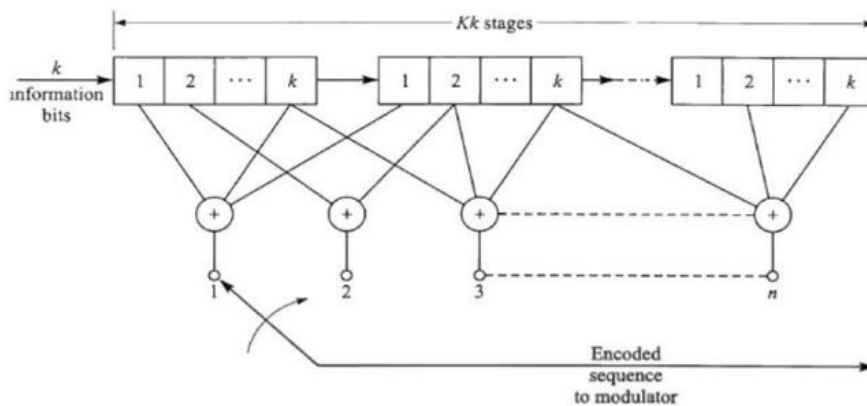 Kk stages
k
information
bits
1 2 ··· k
1 2 ··· k
1 2 ··· k
+ + + +
1 2 3 n
Encoded
sequence
to modulator